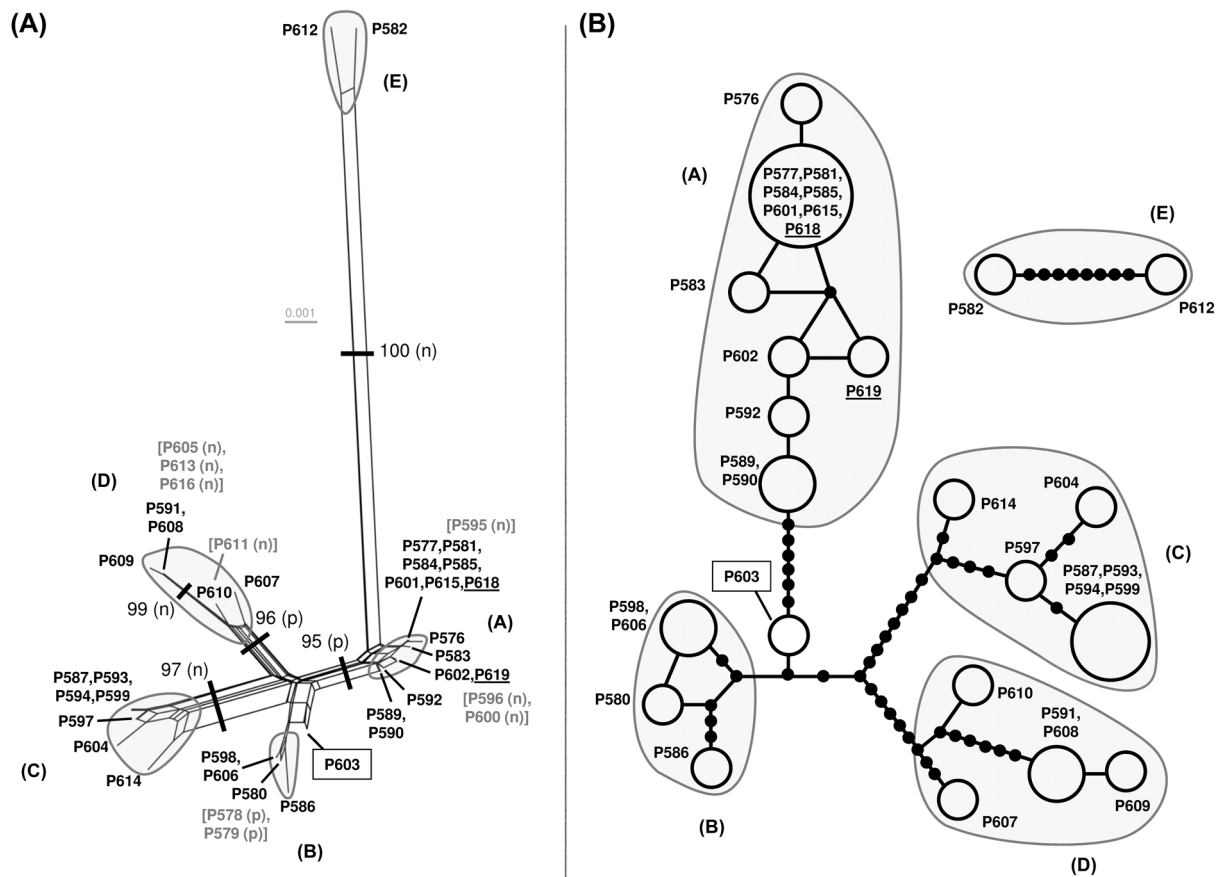 (A)
P612
P582
(E)
0.001
100 (n)
[P605 (n),
P613 (n),
P616 (n)]
(D)
P591,
P608
[P611 (n)]
P609
P610
P607
99 (n)
96 (p)
95 (p)
97 (n)
[P595 (n)]
P577,P581,
P584,P585,
P601,P615,P618
(A)
P576
P583
P602,P619
P592
[P596 (n),
P600 (n)]
P589,
P590
P587,P593,
P594,P599
P597
P604
P614
(C)
P598,
P606
P580
P586
P603
[P578 (p),
P579 (p)]
(B)
(B)
P576
(A)
P577,P581,
P584,P585,
P601,P615,
P618
P583
P602
P619
P592
P589,
P590
P603
(E)
P582
P612
P614
P604
P597
P587,P593,
P594,P599
(C)
P598,
P606
P580
P586
(B)
P610
P591,
P608
P609
P607
(D)